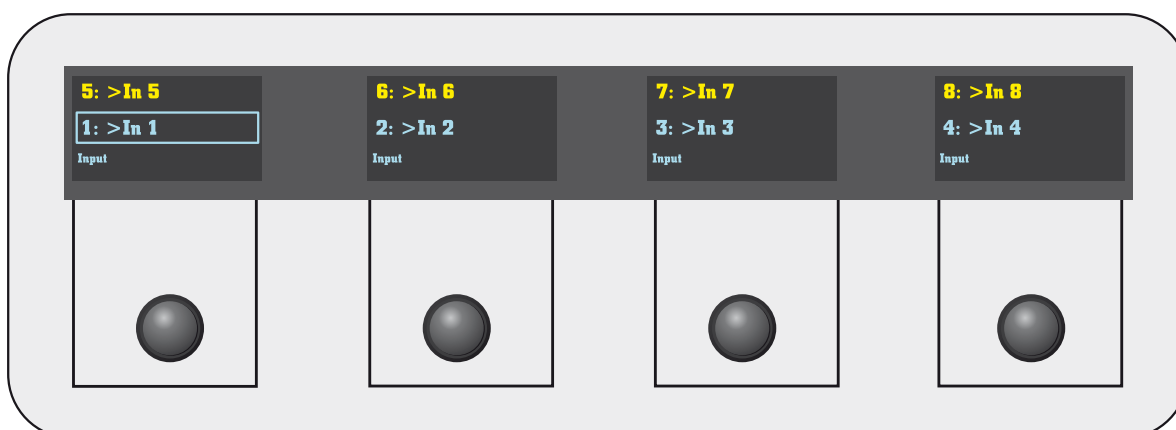 5: >In 5
1: >In 1
Input
6: >In 6
2: >In 2
Input
7: >In 7
3: >In 3
Input
8: >In 8
4: >In 4
Input